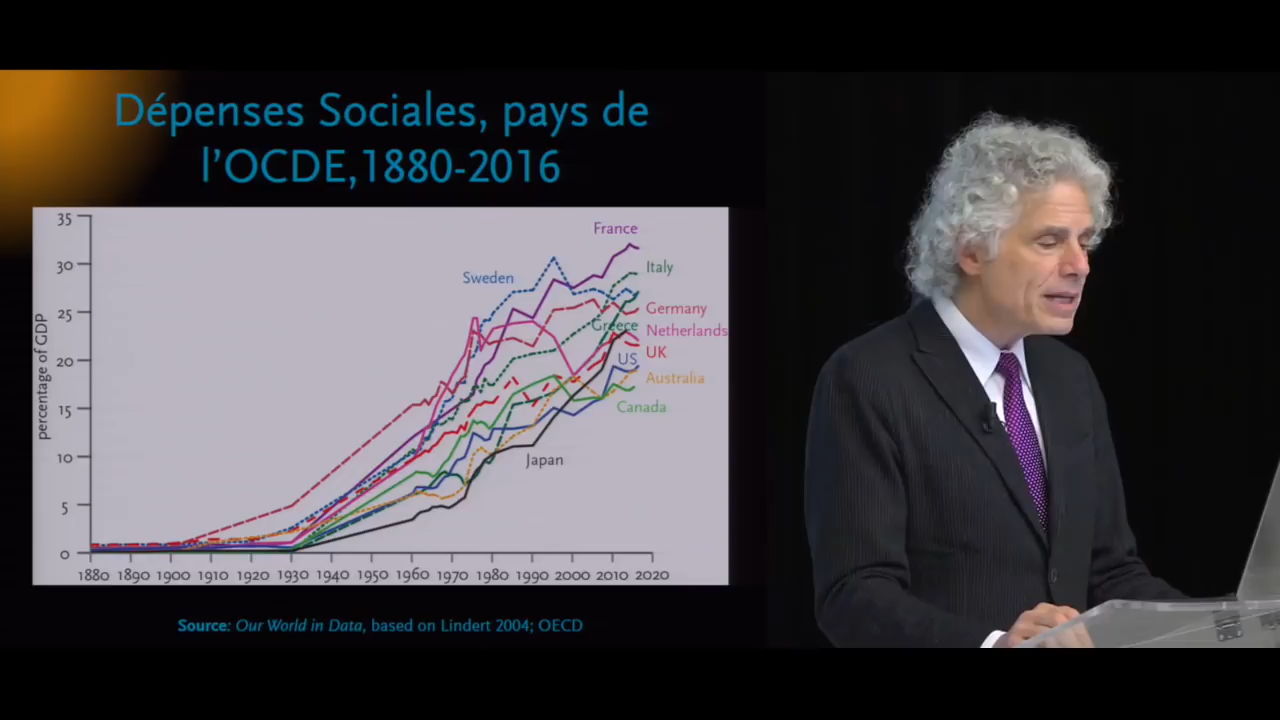 Dépenses Sociales, pays de
l'OCDE,1880-2016
35
30
25
20
15
10
5
0
percentage of GDP
France
Sweden
Italy
Germany
Greece
Netherlands
UK
US
Australia
Canada
Japan
1880 1890 1900 1910 1920 1930 1940 1950 1960 1970 1980 1990 2000 2010 2020
Source: Our World in Data, based on Lindert 2004; OECD